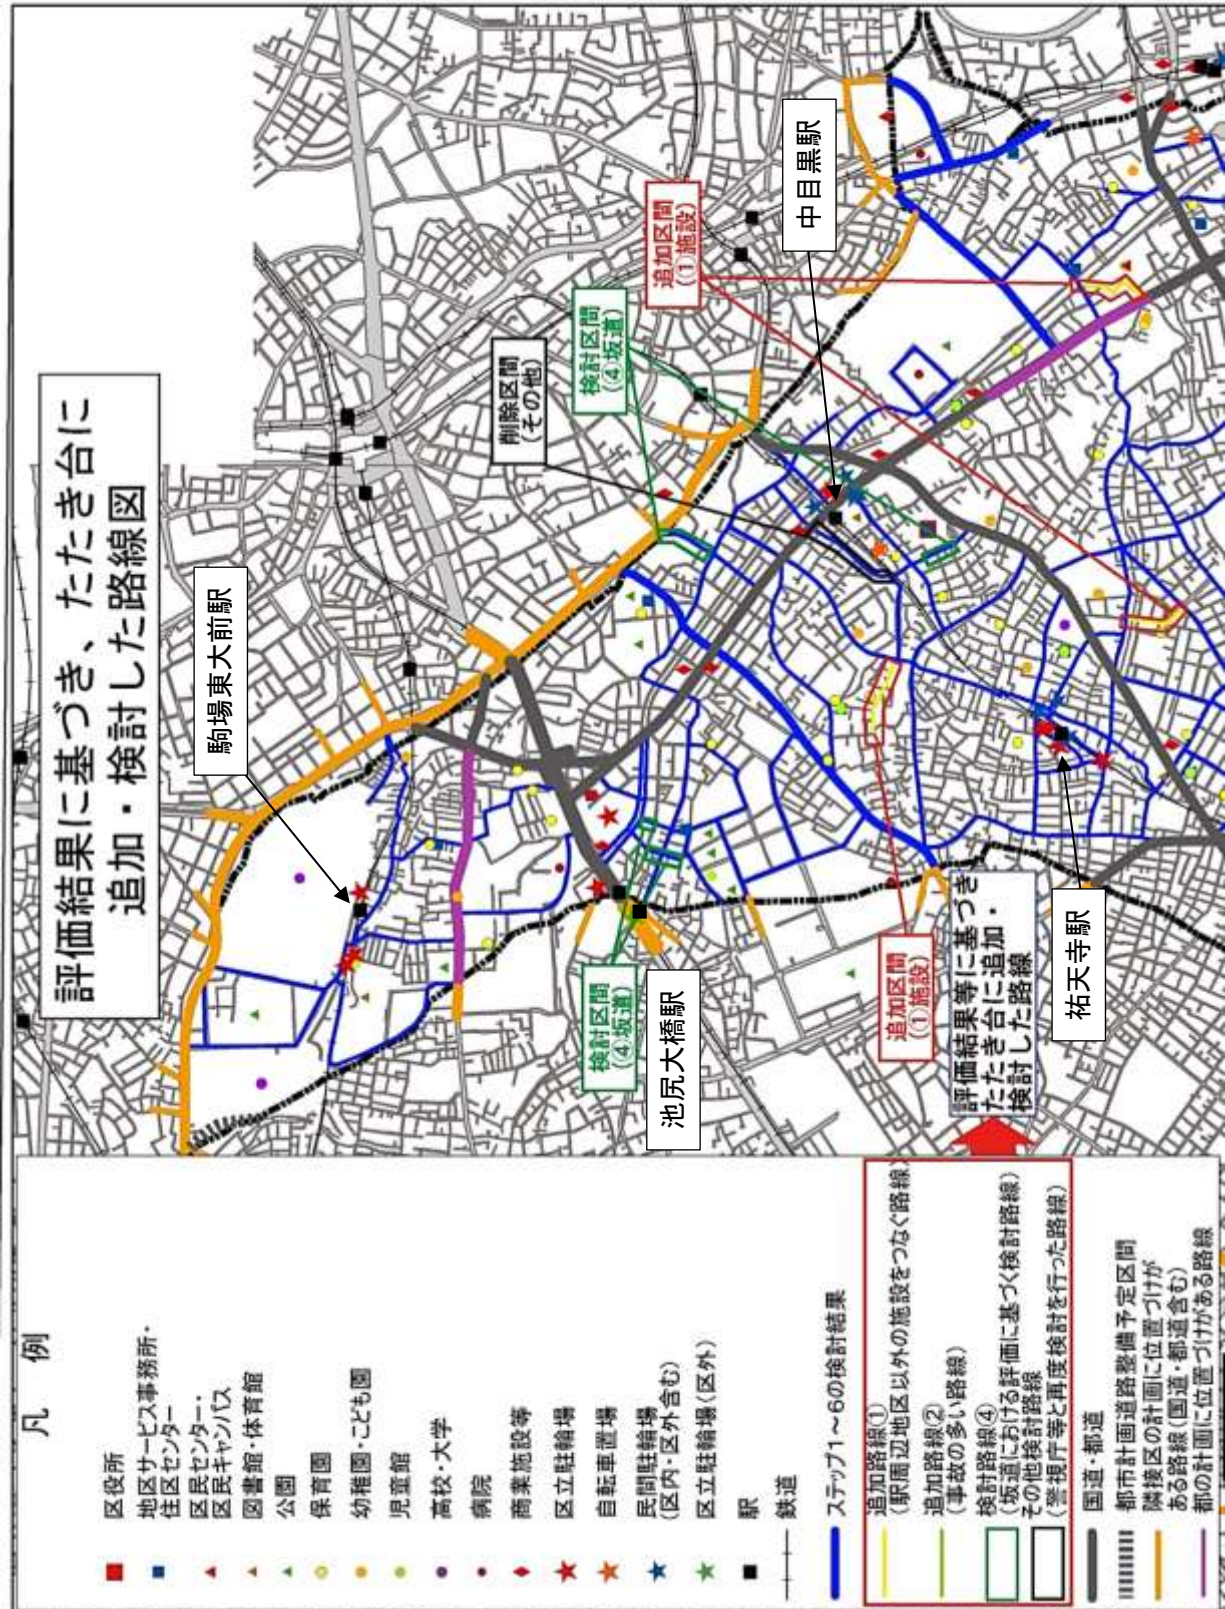 評価結果に基づき、たたき台に
追加・検討した路線図
駒場東大前駅
池尻大橋駅
中目黒駅
祐天寺駅
検討区間
(④坂道)
削除区間
(その他)
検討区間
(④坂道)
追加区間
(①施設)
追加区間
(①施設)
評価結果等に基づき
たたき台に追加・
検討した路線
凡 例
区役所
地区サービス事務所・
住区センター
区民センター・
区民キャンパス
図書館・体育館
公園
保育園
幼稚園・こども園
児童館
高校・大学
病院
商業施設等
区立駐輪場
自転車置場
民間駐輪場
(区内・区外含む)
区立駐輪場(区外)
駅
鉄道
ステップ1~6の検討結果
追加路線①
(駅周辺地区以外の施設をつなぐ路線)
追加路線②
(事故の多い路線)
検討路線④
(坂道における評価に基づく検討路線)
その他検討路線
(警視庁等と再度検討を行った路線)
国道・都道
都市計画道路整備予定区間
隣接区の計画に位置づけが
ある路線(国道・都道含む)
都の計画に位置づけがある路線